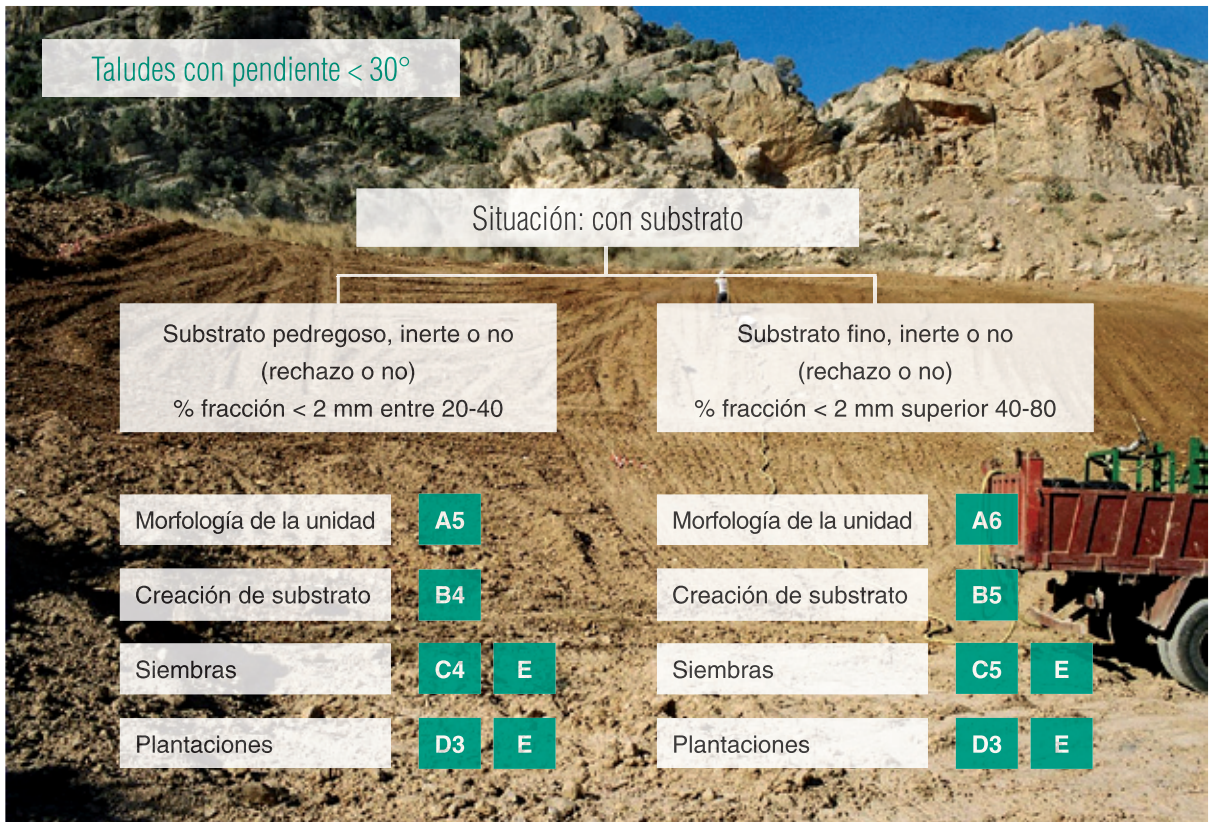 Taludes con pendiente < 30°
Situación: con substrato
Substrato pedregoso, inerte o no
(rechazo o no)
% fracción < 2 mm entre 20-40
Morfología de la unidad A5
Creación de substrato B4
Siembras C4 E
Plantaciones D3 E
Substrato fino, inerte o no
(rechazo o no)
% fracción < 2 mm superior 40-80
Morfología de la unidad A6
Creación de substrato B5
Siembras C5 E
Plantaciones D3 E